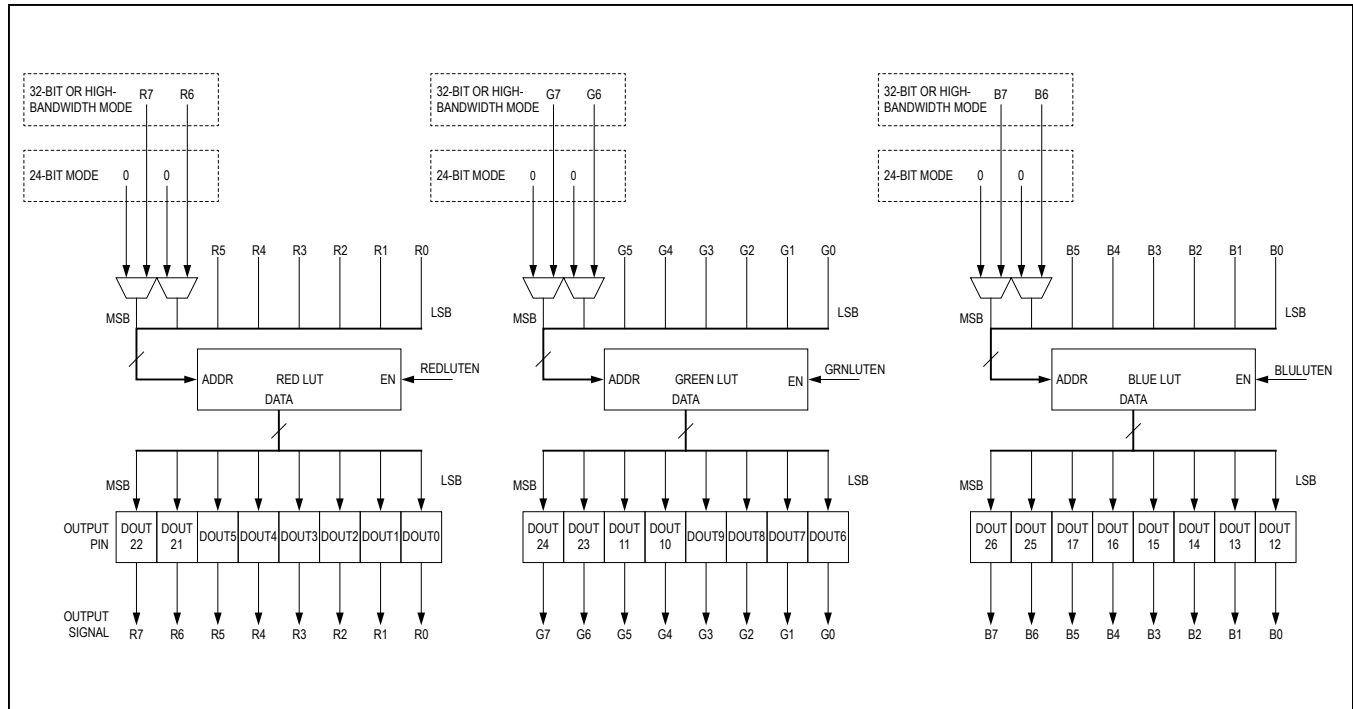 32-BIT OR HIGH-
BANDWIDTH MODE R7 R6
24-BIT MODE 0 0
R5 R4 R3 R2 R1 R0
MSB LSB
ADDR RED LUT EN REDLUTEN
DATA
MSB LSB
OUTPUT
PIN
DOUT
22
DOUT
21
DOUT5 DOUT4 DOUT3 DOUT2 DOUT1 DOUT0
OUTPUT
SIGNAL
R7 R6 R5 R4 R3 R2 R1 R0
32-BIT OR HIGH-
BANDWIDTH MODE G7 G6
24-BIT MODE 0 0
G5 G4 G3 G2 G1 G0
MSB LSB
ADDR GREEN LUT EN GRNLUTEN
DATA
MSB LSB
DOUT
24
DOUT
23
DOUT
11
DOUT
10
DOUT9 DOUT8 DOUT7 DOUT6
G7 G6 G5 G4 G3 G2 G1 G0
32-BIT OR HIGH-
BANDWIDTH MODE B7 B6
24-BIT MODE 0 0
B5 B4 B3 B2 B1 B0
MSB LSB
ADDR BLUE LUT EN BLULUTEN
DATA
MSB LSB
DOUT
26
DOUT
25
DOUT
17
DOUT
16
DOUT
15
DOUT
14
DOUT
13
DOUT
12
B7 B6 B5 B4 B3 B2 B1 B0